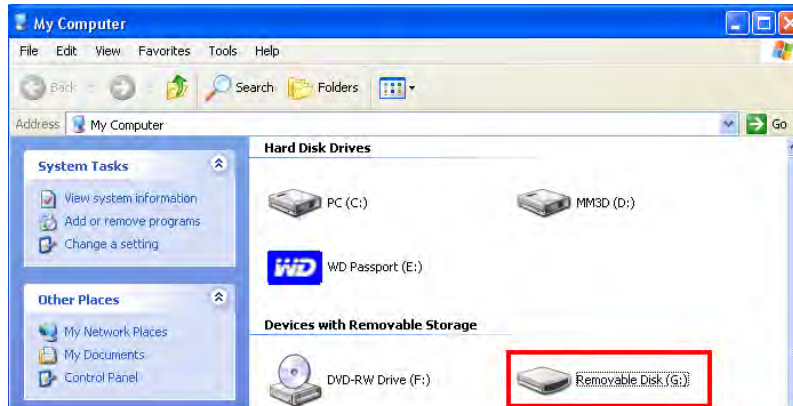 My Computer
File Edit View Favorites Tools Help
Back Search Folders
Address My Computer Go
Hard Disk Drives
System Tasks
View system information
Add or remove programs
Change a setting
PC (C:)
MM3D (D:)
WD WD Passport (E:)
Other Places
My Network Places
My Documents
Control Panel
Devices with Removable Storage
DVD-RW Drive (F:)
Removable Disk (G:)